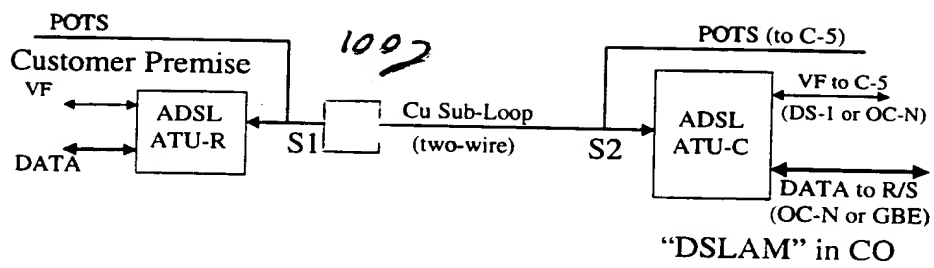 POTS
1002
POTS (to C-5)
Customer Premise
VF
DATA
ADSL
ATU-R
S1
Cu Sub-Loop
(two-wire)
S2
ADSL
ATU-C
VF to C-5
(DS-1 or OC-N)
DATA to R/S
(OC-N or GBE)
“DSLAM” in CO